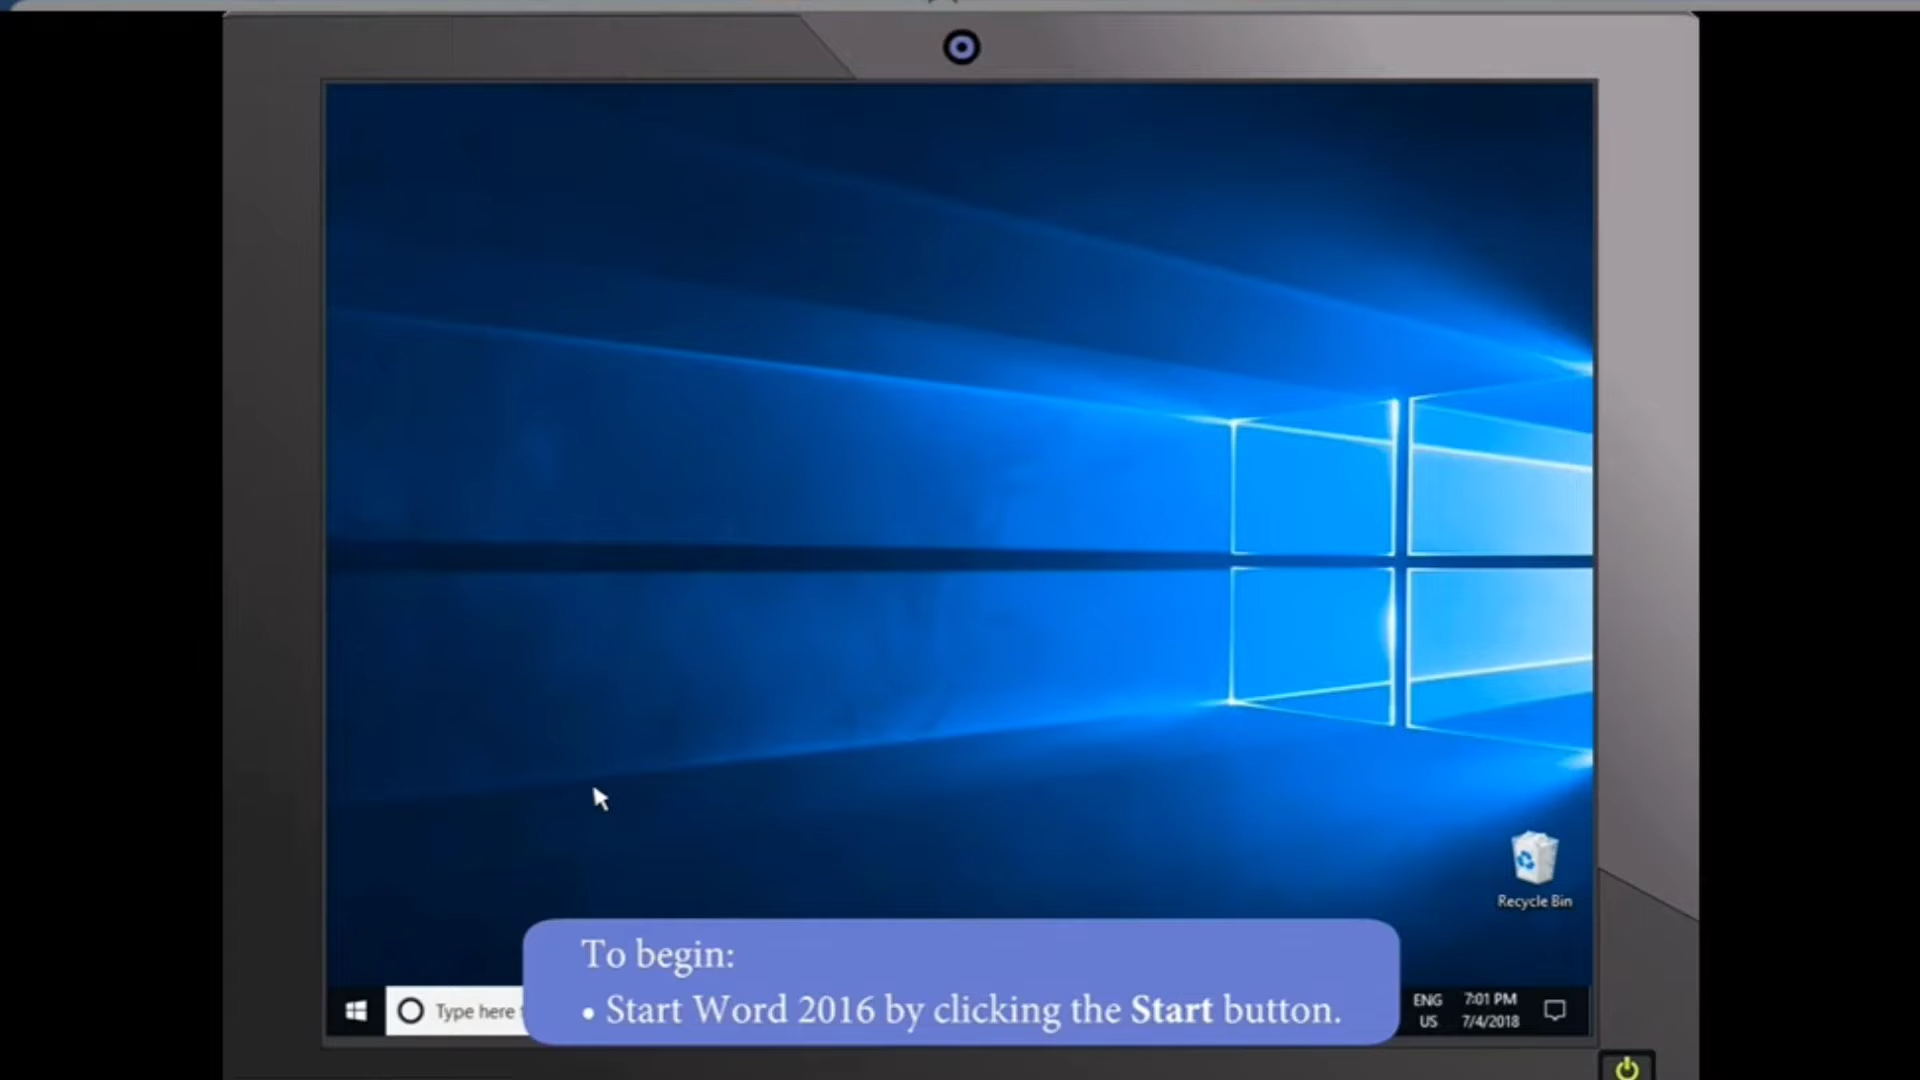 Recycle Bin
To begin:
• Start Word 2016 by clicking the Start button.
Type here
ENG
US
7:01 PM
7/4/2018